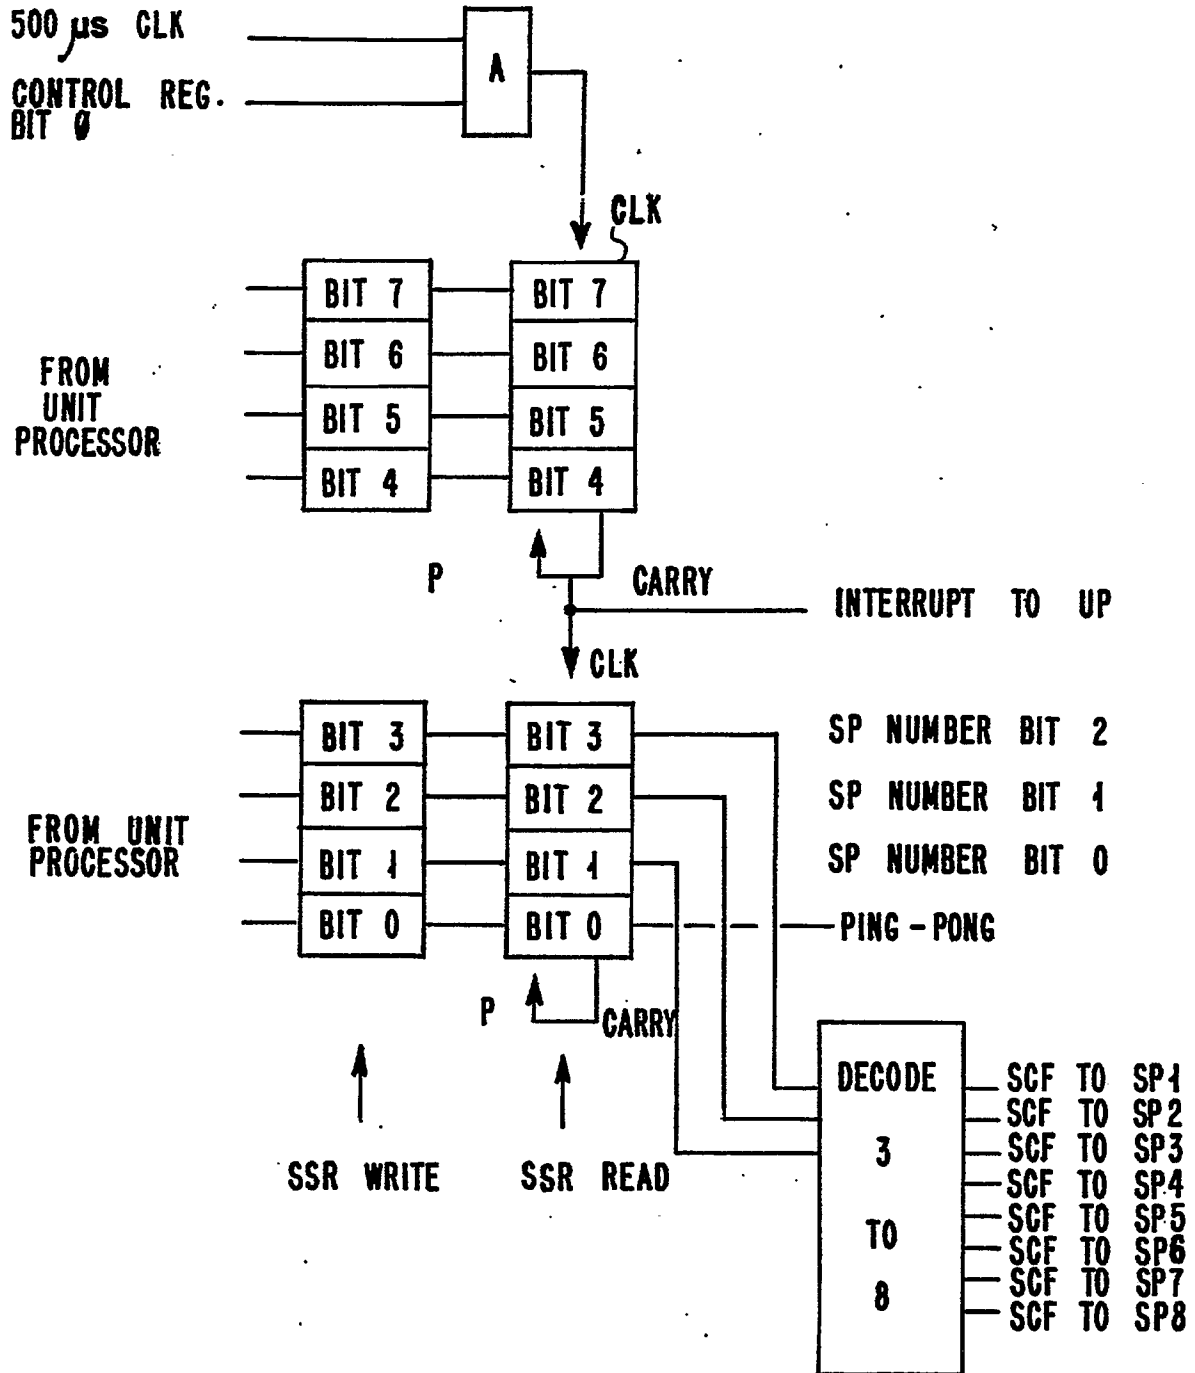 500 µs CLK
CONTROL REG.
BIT 0
A
CLK
BIT 7
BIT 6
BIT 5
BIT 4
BIT 7
BIT 6
BIT 5
BIT 4
FROM
UNIT
PROCESSOR
P
CARRY
INTERRUPT TO UP
CLK
BIT 3
BIT 2
BIT 1
BIT 0
BIT 3
BIT 2
BIT 1
BIT 0
SP NUMBER BIT 2
SP NUMBER BIT 1
SP NUMBER BIT 0
PING-PONG
FROM UNIT
PROCESSOR
P
CARRY
SSR WRITE
SSR READ
DECODE
3
TO
8
SCF TO SP1
SCF TO SP2
SCF TO SP3
SCF TO SP4
SCF TO SP5
SCF TO SP6
SCF TO SP7
SCF TO SP8